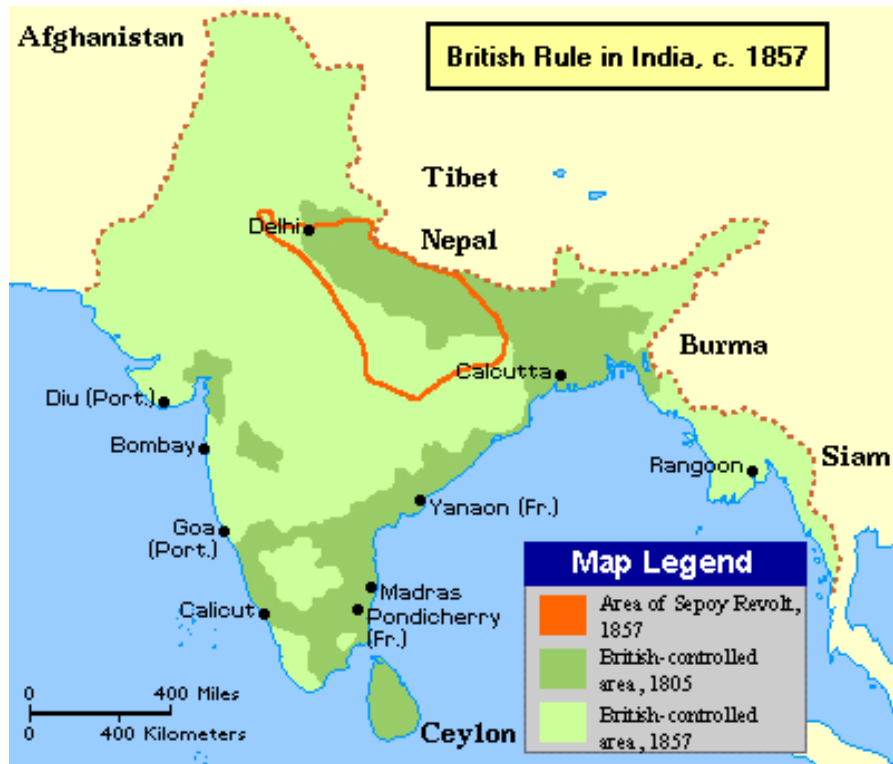 Afghanistan
British Rule in India, c. 1857
Tibet
Delhi
Nepal
Burma
Calcutta
Diu (Port.)
Bombay
Rangoon
Siam
Yanaon (Fr.)
Goa
(Port.)
Map Legend
Madras
Area of Sepoy Revolt,
1857
Calicut
Pondicherry
(Fr.)
British-controlled
area, 1805
0 400 Miles
0 400 Kilometers
Ceylon
British-controlled
area, 1857